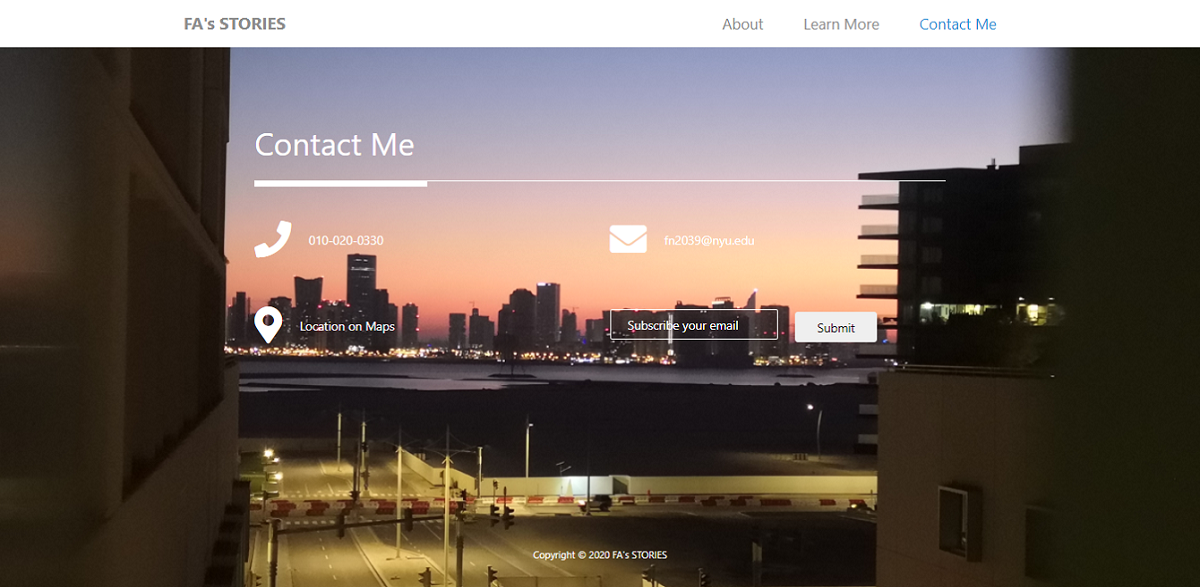 FA's STORIES
About
Learn More
Contact Me
Contact Me
010-020-0330
fn2039@nyu.edu
Location on Maps
Subscribe your email
Submit
Copyright © 2020 FA's STORIES